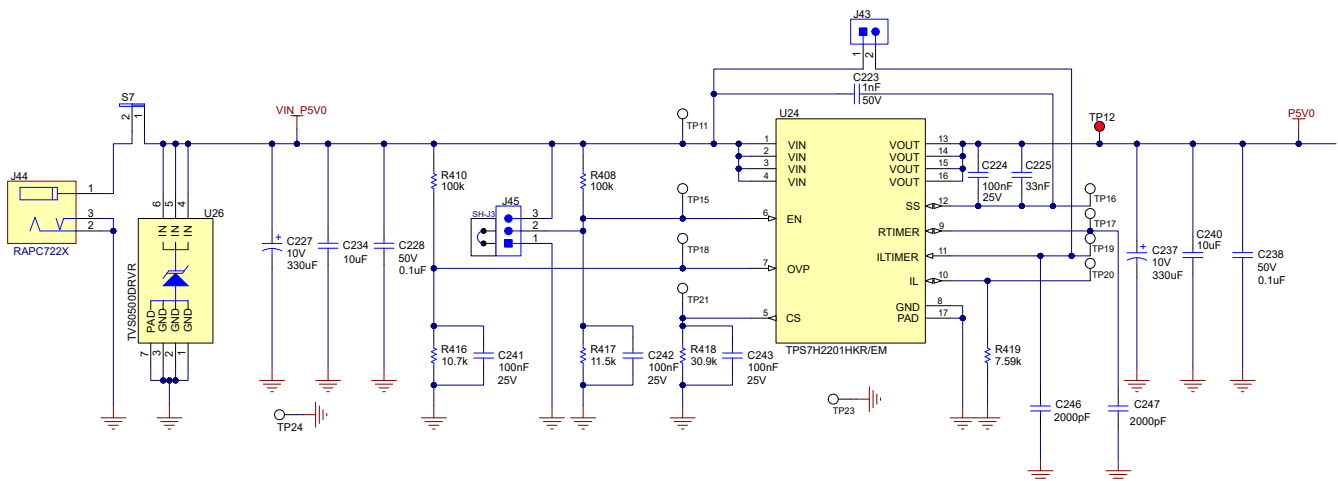 J43
1
2
C223
1nF
50V
S7
2
1
VIN_P5V0
TP11
U24
TP12
P5V0
J44
1
3
2
RAPC722X
6
5
4
U26
IN
IN
IN
PAD
GND
GND
GND
TVS0500DRVR
7
3
2
1
C227
10V
330uF
C234
10uF
C228
50V
0.1uF
TP24
R410
100k
R408
100k
J45
SH-J3
3
2
1
TP15
TP18
TP21
R416
10.7k
C241
100nF
25V
R417
11.5k
C242
100nF
25V
R418
30.9k
C243
100nF
25V
1
VIN
2
VIN
3
VIN
4
VIN
6
EN
7
OVP
5
CS
VOUT
13
VOUT
14
VOUT
15
VOUT
16
SS
12
RTIMER
9
ILTIMER
11
IL
10
GND
8
PAD
17
TPS7H2201HKR/EM
TP23
C224
100nF
25V
C225
33nF
TP16
TP17
TP19
TP20
R419
7.59k
C246
2000pF
C247
2000pF
C237
10V
330uF
C240
10uF
C238
50V
0.1uF